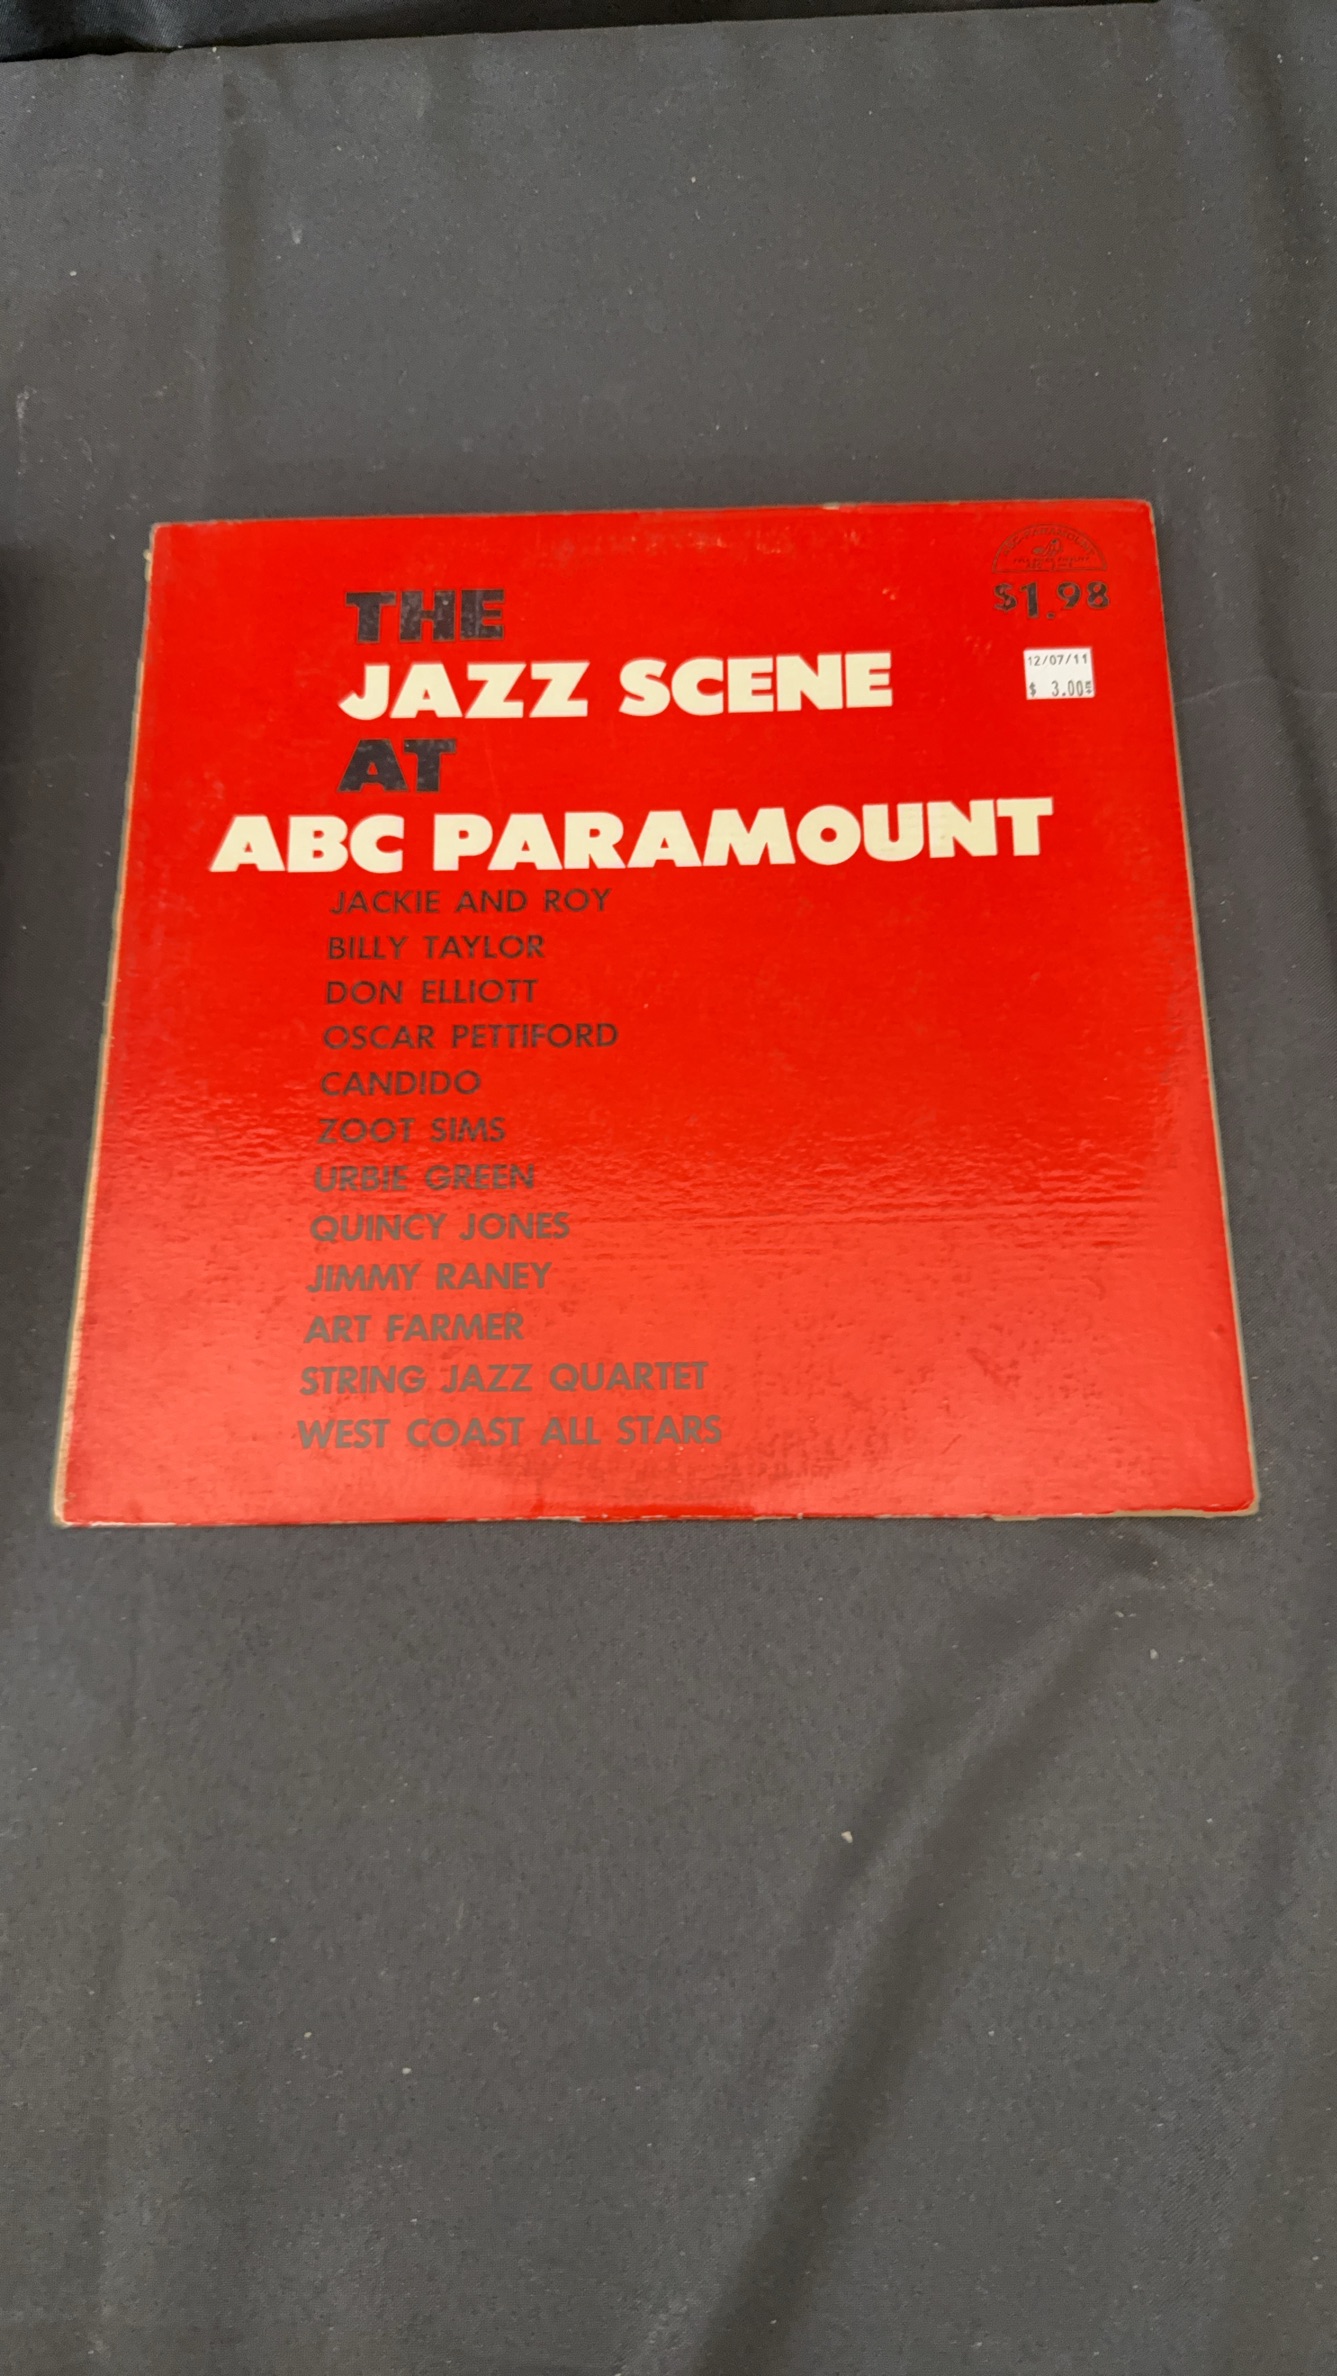 ABC-PARAMOUNT
$1.98
12/07/11
$ 3.00
THE
JAZZ SCENE
AT
ABC PARAMOUNT
JACKIE AND ROY
BILLY TAYLOR
DON ELLIOTT
OSCAR PETTIFORD
CANDIDO
ZOOT SIMS
URBIE GREEN
QUINCY JONES
JIMMY RANEY
ART FARMER
STRING JAZZ QUARTET
WEST COAST ALL STARS